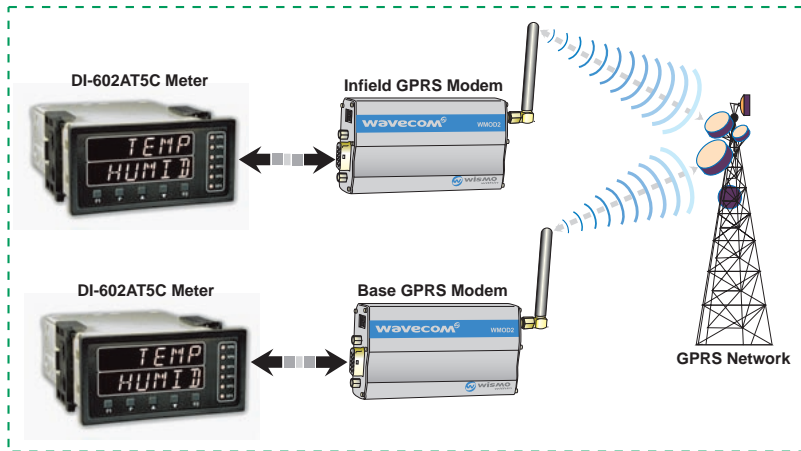 DI-602AT5C Meter
Infield GPRS Modem
TEMP
HUMID
wavecom
WMOD2
wismo
DI-602AT5C Meter
Base GPRS Modem
TEMP
HUMID
wavecom
WMOD2
wismo
GPRS Network